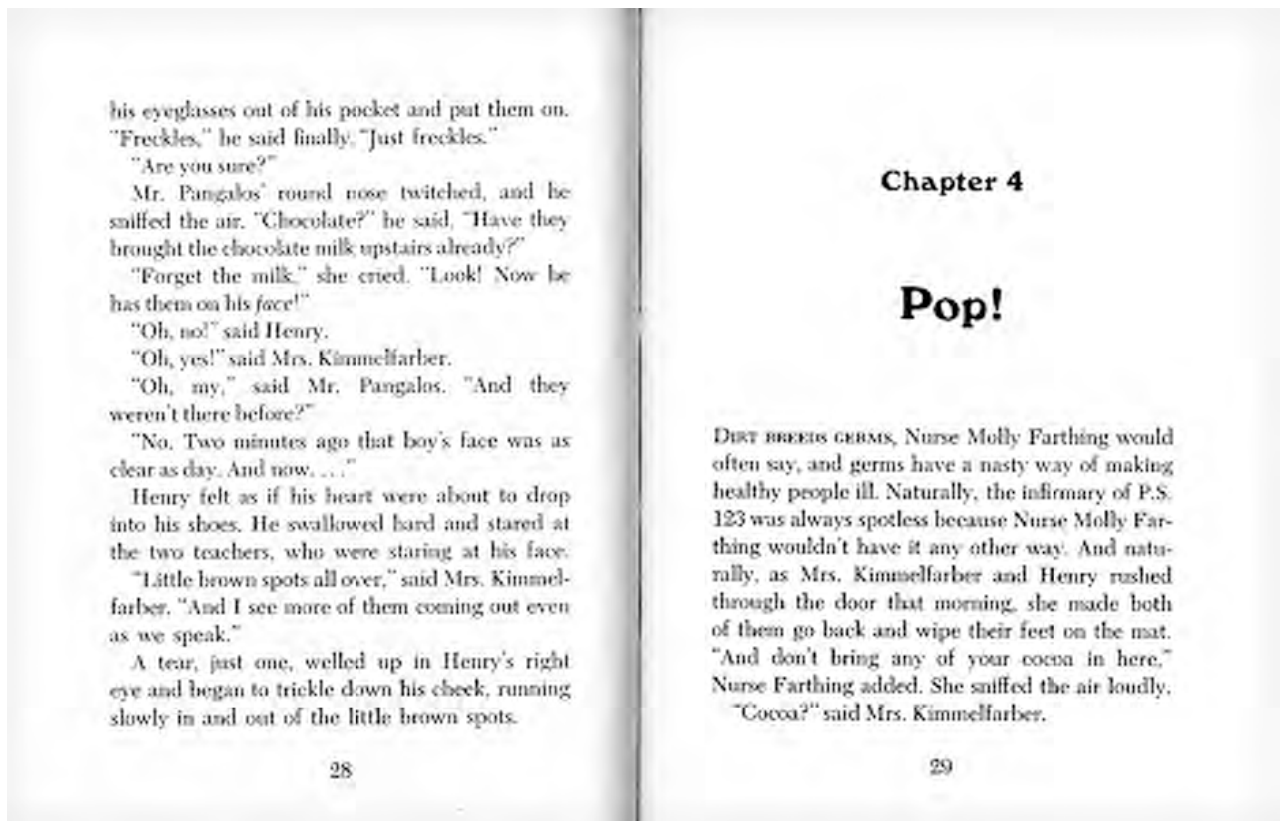 his eyeglasses out of his pocket and put them on.
"Freckles," he said finally. "Just freckles."
"Are you sure?"
Mr. Pangalos' round nose twitched, and he
sniffed the air. "Chocolate?" he said. "Have they
brought the chocolate milk upstairs already?"
"Forget the milk," she cried. "Look! Now he
has them on his face!"
"Oh, no!" said Henry.
"Oh, yes!" said Mrs. Kimmelfarber.
"Oh, my," said Mr. Pangalos. "And they
weren't there before?"
"No. Two minutes ago that boy's face was as
clear as day. And now. . . ."
Henry felt as if his heart were about to drop
into his shoes. He swallowed hard and stared at
the two teachers, who were staring at his face.
"Little brown spots all over," said Mrs. Kimmel-
farber. "And I see more of them coming out even
as we speak."
A tear, just one, welled up in Henry's right
eye and began to trickle down his cheek, running
slowly in and out of the little brown spots.
28
Chapter 4
Pop!
DIRT BREEDS GERMS, Nurse Molly Farthing would
often say, and germs have a nasty way of making
healthy people ill. Naturally, the infirmary of P.S.
123 was always spotless because Nurse Molly Far-
thing wouldn't have it any other way. And natu-
rally, as Mrs. Kimmelfarber and Henry rushed
through the door that morning, she made both
of them go back and wipe their feet on the mat.
"And don't bring any of your cocoa in here,"
Nurse Farthing added. She sniffed the air loudly.
"Cocoa?" said Mrs. Kimmelfarber.
29